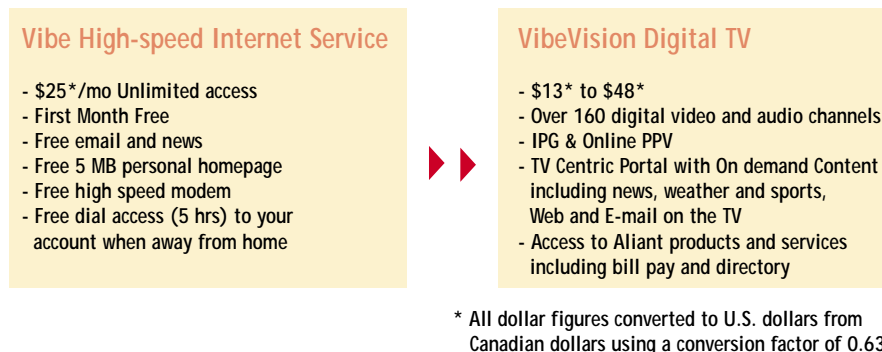 Vibe High-speed Internet Service
- $25*/mo Unlimited access
- First Month Free
- Free email and news
- Free 5 MB personal homepage
- Free high speed modem
- Free dial access (5 hrs) to your
account when away from home
VibeVision Digital TV
- $13* to $48*
- Over 160 digital video and audio channels
- IPG & Online PPV
- TV Centric Portal with On demand Content
including news, weather and sports,
Web and E-mail on the TV
- Access to Aliant products and services
including bill pay and directory
* All dollar figures converted to U.S. dollars from
Canadian dollars using a conversion factor of 0.63